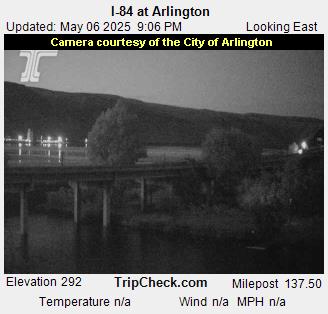 I-84 at Arlington
Updated: May 06 2025 9:06 PM Looking East
Camera courtesy of the City of Arlington
Elevation 292 TripCheck.com Milepost 137.50
Temperature n/a Wind n/a MPH n/a